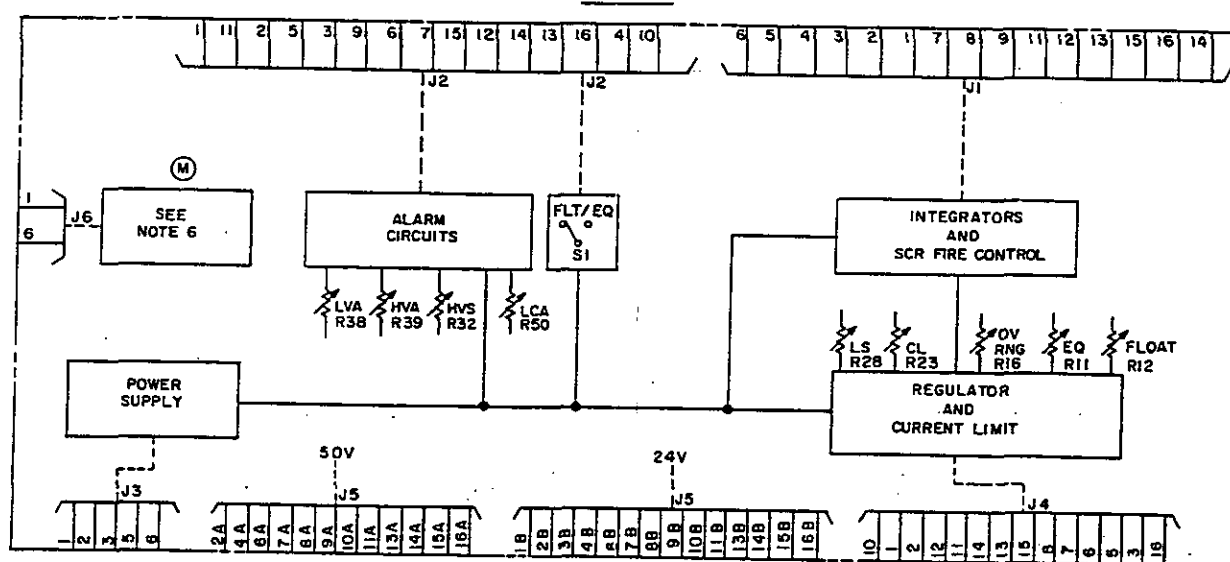 1 11 2 5 3 9 6 7 15 12 14 13 16 4 10
6 5 4 3 2 1 7 8 9 11 12 13 15 16 14
J2
J2
J1
M
1
6
J6
SEE
NOTE 6
ALARM
CIRCUITS
FLT/EQ
S1
INTEGRATORS
AND
SCR FIRE CONTROL
LVA
R38
HVA
R39
HVS
R32
LCA
R50
LS
R28
CL
R23
OV
RNG
R16
EQ
R11
FLOAT
R12
POWER
SUPPLY
REGULATOR
AND
CURRENT LIMIT
50V
24V
J3
J5
J5
J4
1 2 3 5 6
2A 4A 6A 7A 8A 9A 10A 11A 13A 14A 15A 16A
1B 2B 3B 4B 6B 7B 8B 9B 10B 11B 13B 14B 15B 16B
10 1 2 12 11 14 13 15 8 7 6 5 3 16